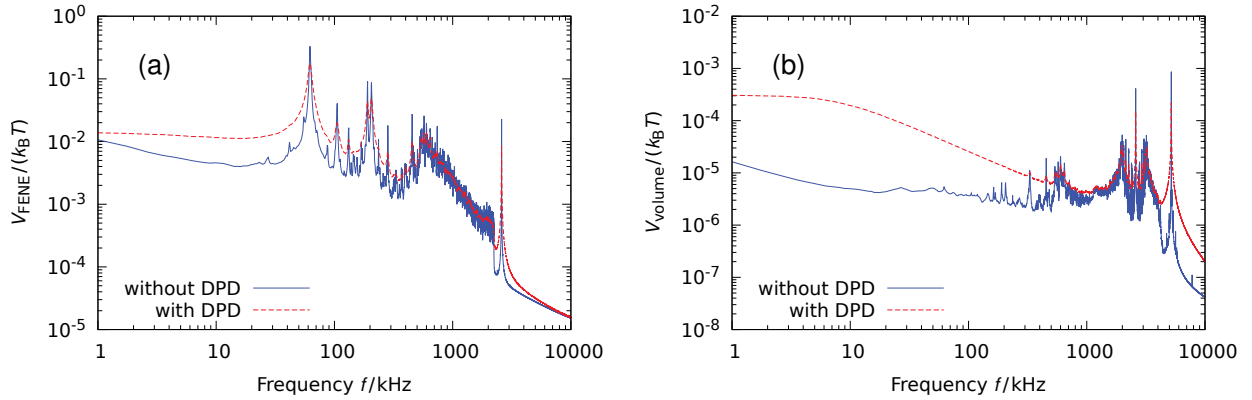 (a)
V_FENE/(k_B T)
10^0
10^-1
10^-2
10^-3
10^-4
10^-5
without DPD
with DPD
1 10 100 1000 10000
Frequency f/kHz
(b)
V_volume/(k_B T)
10^-2
10^-3
10^-4
10^-5
10^-6
10^-7
10^-8
without DPD
with DPD
1 10 100 1000 10000
Frequency f/kHz